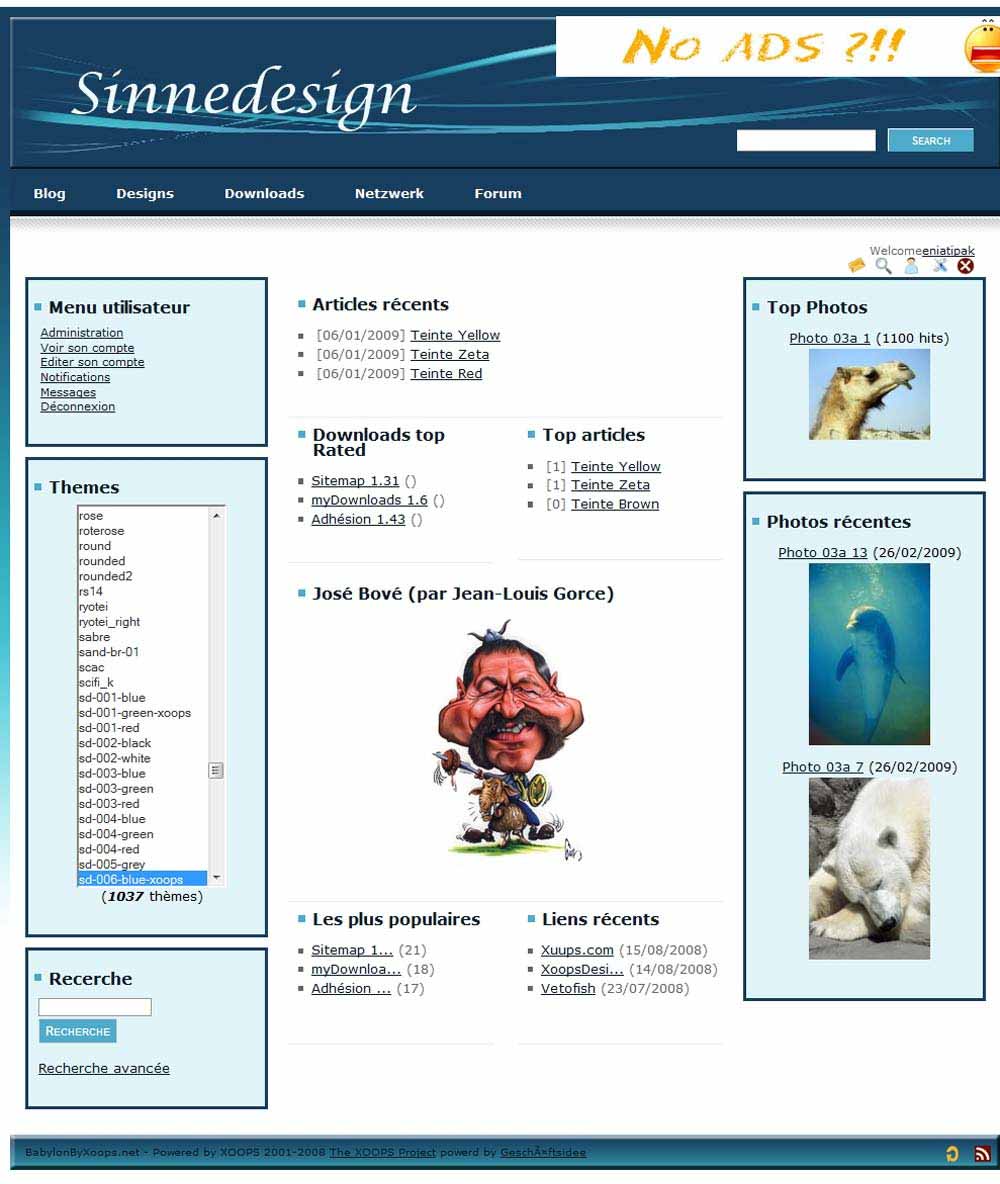 No ADS ?!!
Sinnedesign
SEARCH
Blog Designs Downloads Netzwerk Forum
Welcomeeniatipak
Menu utilisateur
Administration
Voir son compte
Editer son compte
Notifications
Messages
Déconnexion
Themes
rose
roterose
round
rounded
rounded2
rs14
ryotei
ryotei_right
sabre
sand-br-01
scac
scifi_k
sd-001-blue
sd-001-green-xoops
sd-001-red
sd-002-black
sd-002-white
sd-003-blue
sd-003-green
sd-003-red
sd-004-blue
sd-004-green
sd-004-red
sd-005-grey
sd-006-blue-xoops
(1037 thèmes)
Recerche
RECHERCHE
Recherche avancée
Articles récents
[06/01/2009] Teinte Yellow
[06/01/2009] Teinte Zeta
[06/01/2009] Teinte Red
Downloads top
Rated
Sitemap 1.31 ()
myDownloads 1.6 ()
Adhésion 1.43 ()
Top articles
[1] Teinte Yellow
[1] Teinte Zeta
[0] Teinte Brown
José Bové (par Jean-Louis Gorce)
Les plus populaires
Sitemap 1... (21)
myDownloa... (18)
Adhésion ... (17)
Liens récents
Xuups.com (15/08/2008)
XoopsDesi... (14/08/2008)
Vetofish (23/07/2008)
Top Photos
Photo 03a 1 (1100 hits)
Photos récentes
Photo 03a 13 (26/02/2009)
Photo 03a 7 (26/02/2009)
BabylonByXoops.net - Powered by XOOPS 2001-2008 The XOOPS Project powerd by GeschÃ¤ftsidee